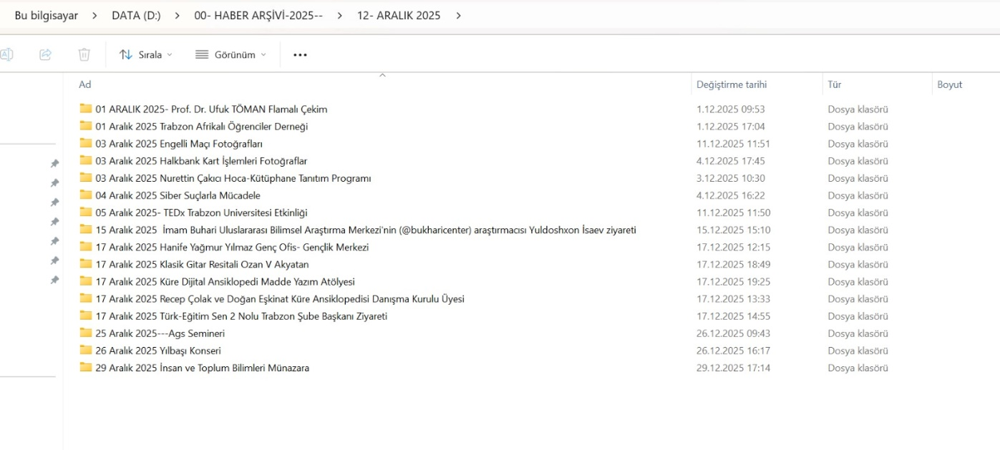 Bu bilgisayar > DATA (D:) > 00- HABER ARŞİVİ-2025-- > 12- ARALIK 2025 >
Sırala Görünüm
Ad Değiştirme tarihi Tür Boyut
01 ARALIK 2025- Prof. Dr. Ufuk TÖMAN Flamalı Çekim 1.12.2025 09:53 Dosya klasörü
01 Aralık 2025 Trabzon Afrikalı Öğrenciler Derneği 1.12.2025 17:04 Dosya klasörü
03 Aralık 2025 Engelli Maçı Fotoğrafları 11.12.2025 11:51 Dosya klasörü
03 Aralık 2025 Halkbank Kart İşlemleri Fotoğraflar 4.12.2025 17:45 Dosya klasörü
03 Aralık 2025 Nurettin Çakıcı Hoca-Kütüphane Tanıtım Programı 3.12.2025 10:30 Dosya klasörü
04 Aralık 2025 Siber Suçlarla Mücadele 4.12.2025 16:22 Dosya klasörü
05 Aralık 2025- TEDx Trabzon Universitesi Etkinliği 11.12.2025 11:50 Dosya klasörü
15 Aralık 2025  İmam Buhari Uluslararası Bilimsel Araştırma Merkezi'nin (@bukharicenter) araştırmacısı Yuldoshxon İsaev ziyareti 15.12.2025 15:10 Dosya klasörü
17 Aralık 2025 Hanife Yağmur Yılmaz Genç Ofis- Gençlik Merkezi 17.12.2025 12:15 Dosya klasörü
17 Aralık 2025 Klasik Gitar Resitali Ozan V Akyatan 17.12.2025 18:49 Dosya klasörü
17 Aralık 2025 Küre Dijital Ansiklopedi Madde Yazım Atölyesi 17.12.2025 19:25 Dosya klasörü
17 Aralık 2025 Recep Çolak ve Doğan Eşkinat Küre Ansiklopedisi Danışma Kurulu Üyesi 17.12.2025 13:33 Dosya klasörü
17 Aralık 2025 Türk-Eğitim Sen 2 Nolu Trabzon Şube Başkanı Ziyareti 17.12.2025 14:55 Dosya klasörü
25 Aralık 2025---Ags Semineri 26.12.2025 09:43 Dosya klasörü
26 Aralık 2025 Yılbaşı Konseri 26.12.2025 16:17 Dosya klasörü
29 Aralık 2025 İnsan ve Toplum Bilimleri Münazara 29.12.2025 17:14 Dosya klasörü